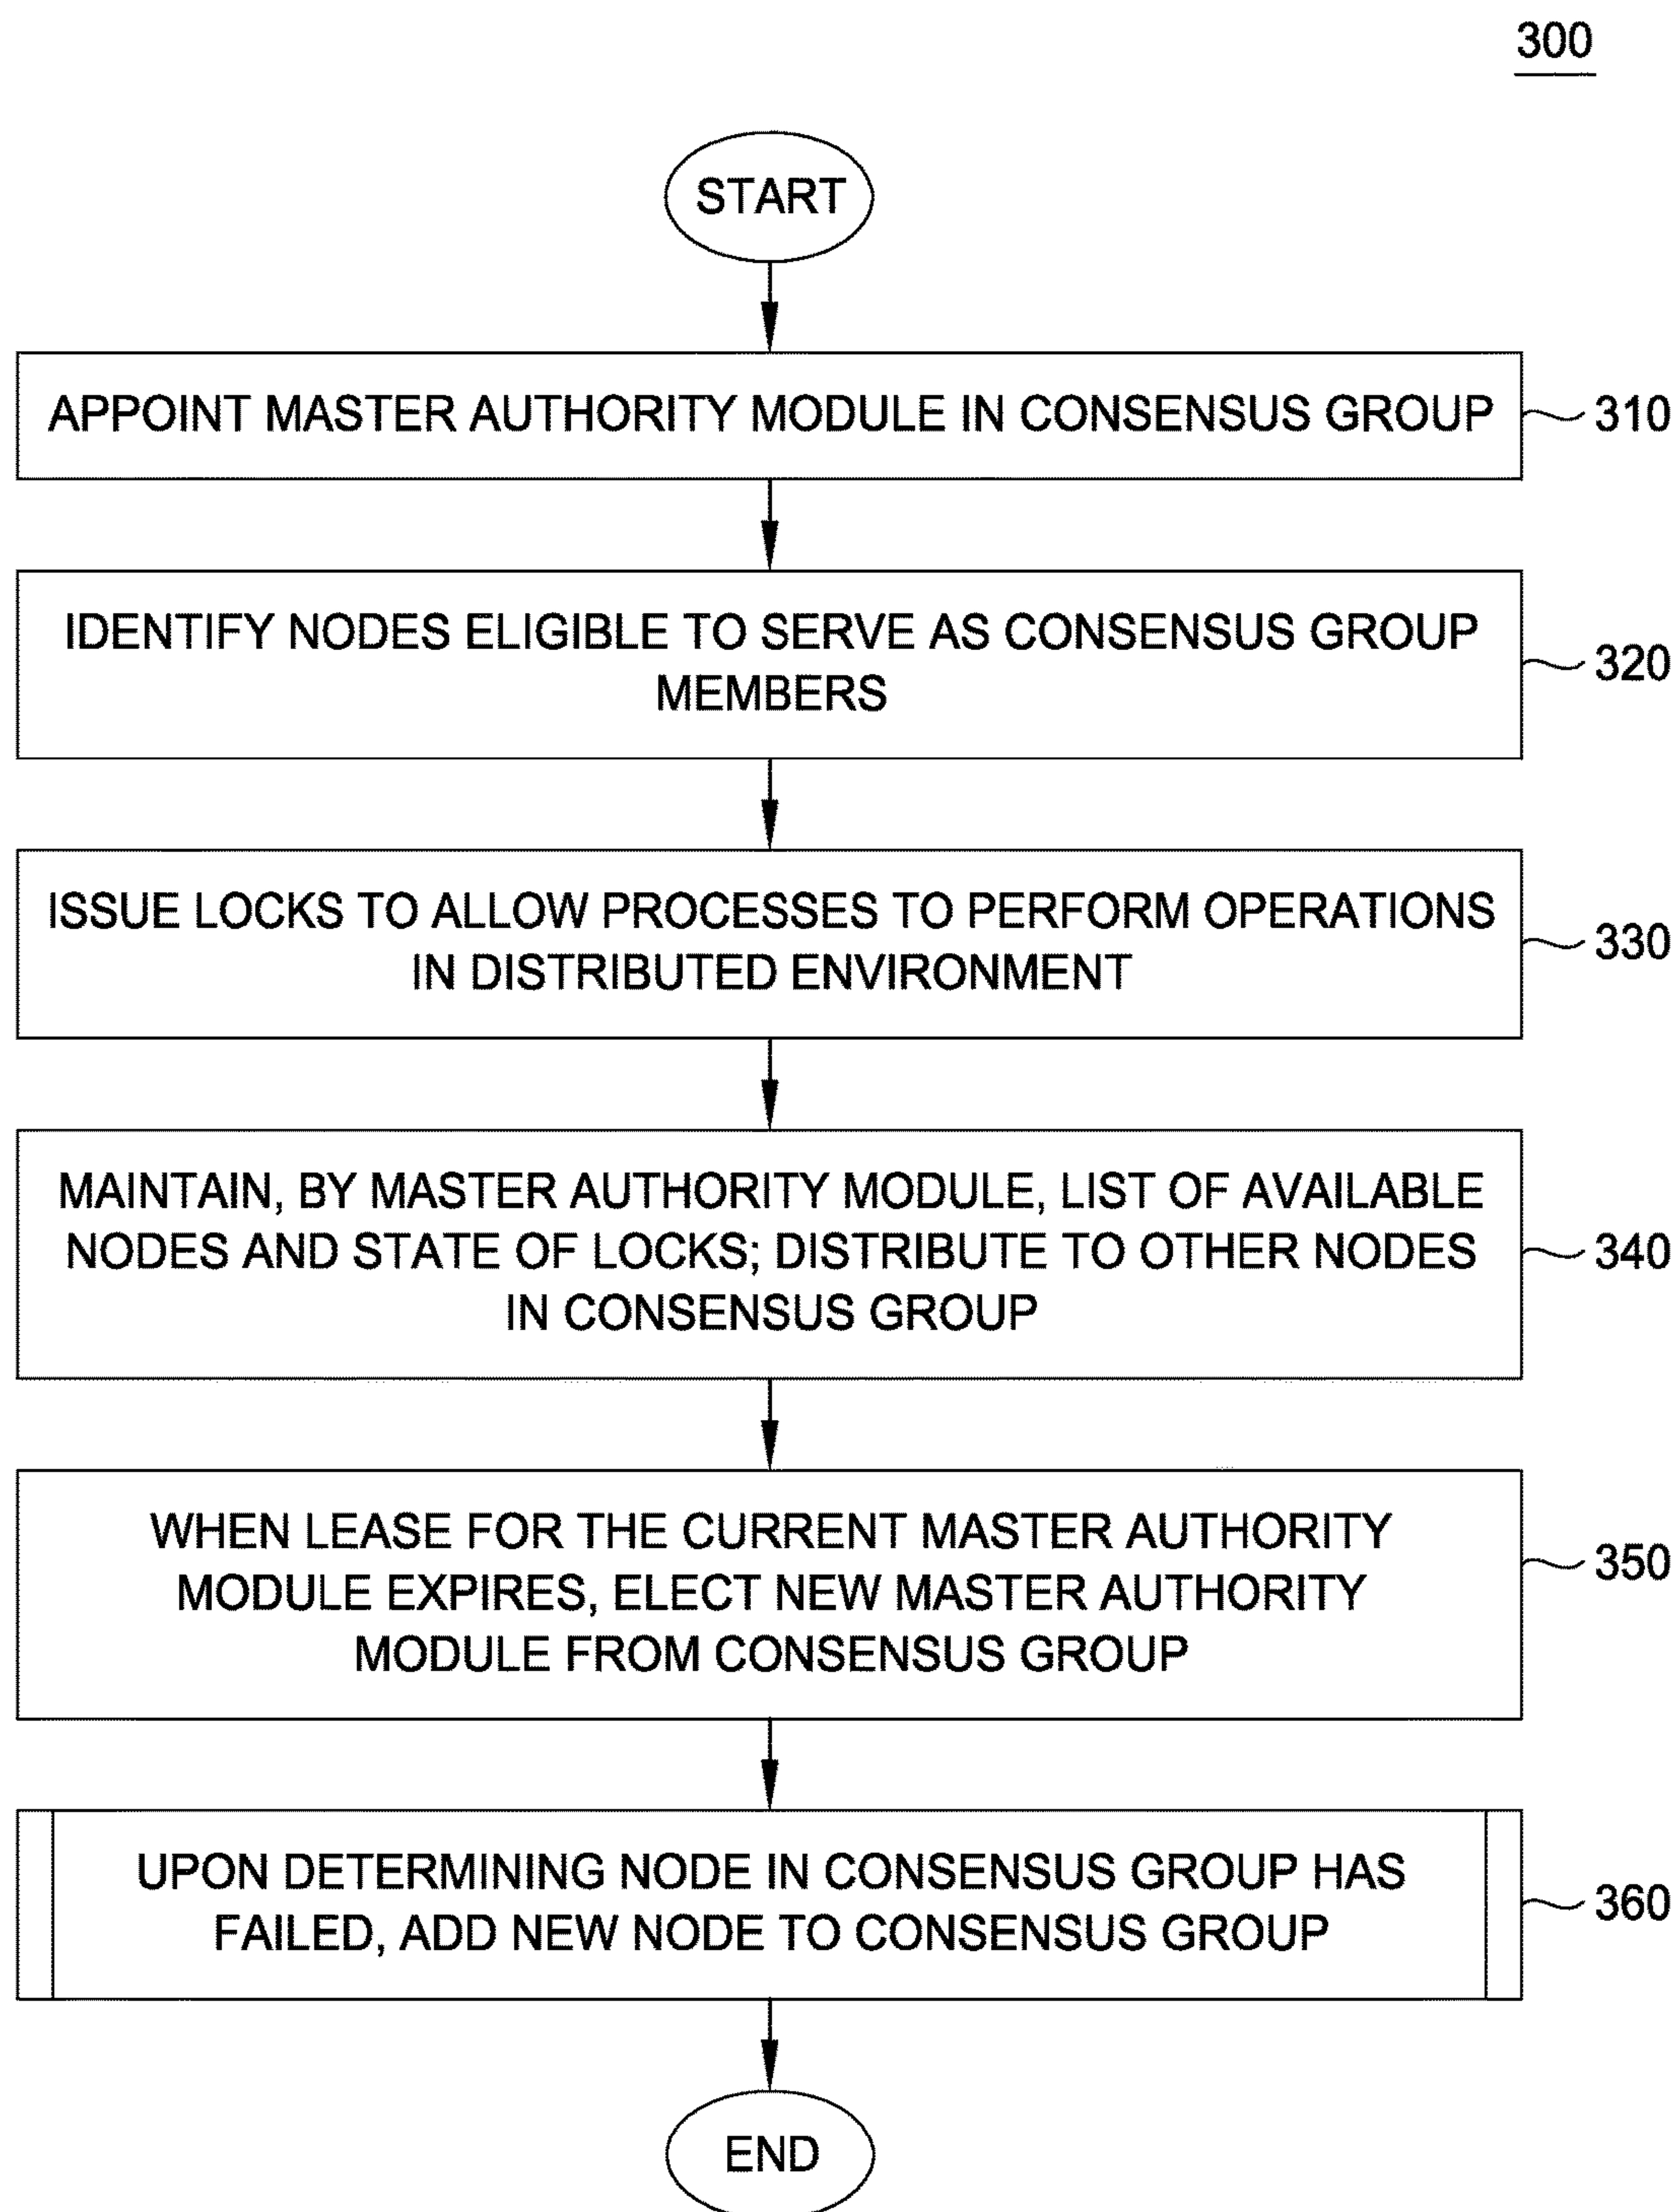 300
START
APPOINT MASTER AUTHORITY MODULE IN CONSENSUS GROUP
310
IDENTIFY NODES ELIGIBLE TO SERVE AS CONSENSUS GROUP
MEMBERS
320
ISSUE LOCKS TO ALLOW PROCESSES TO PERFORM OPERATIONS
IN DISTRIBUTED ENVIRONMENT
330
MAINTAIN, BY MASTER AUTHORITY MODULE, LIST OF AVAILABLE
NODES AND STATE OF LOCKS; DISTRIBUTE TO OTHER NODES
IN CONSENSUS GROUP
340
WHEN LEASE FOR THE CURRENT MASTER AUTHORITY
MODULE EXPIRES, ELECT NEW MASTER AUTHORITY
MODULE FROM CONSENSUS GROUP
350
UPON DETERMINING NODE IN CONSENSUS GROUP HAS
FAILED, ADD NEW NODE TO CONSENSUS GROUP
360
END